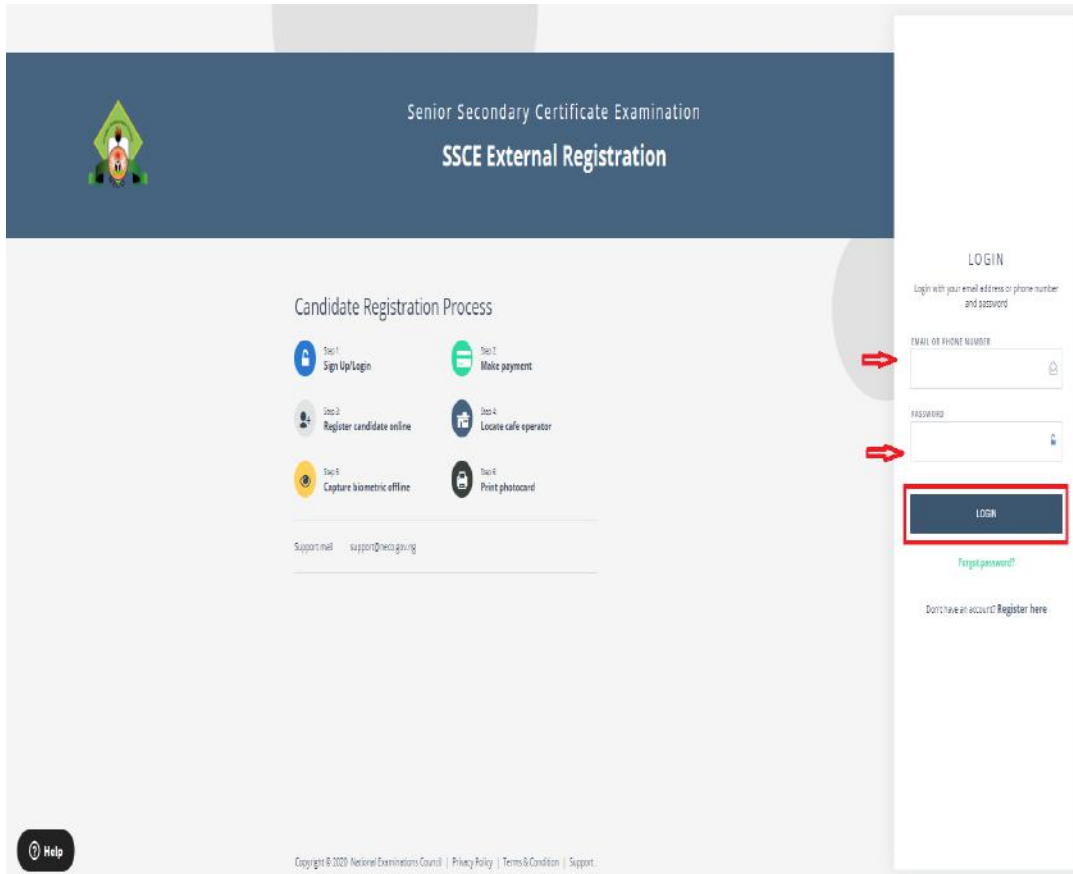 Senior Secondary Certificate Examination
SSCE External Registration
Candidate Registration Process
Step 1
Sign Up/Login
Step 2
Make payment
Step 3
Register candidate online
Step 4
Locate cafe operator
Step 5
Capture biometric offline
Step 6
Print photocard
Support mail support@neco.gov.ng
LOGIN
Login with your email address or phone number
and password
EMAIL OR PHONE NUMBER
PASSWORD
LOGIN
Forgot password?
Don't have an account? Register here
Help
Copyright © 2020 National Examinations Council | Privacy Policy | Terms & Condition | Support